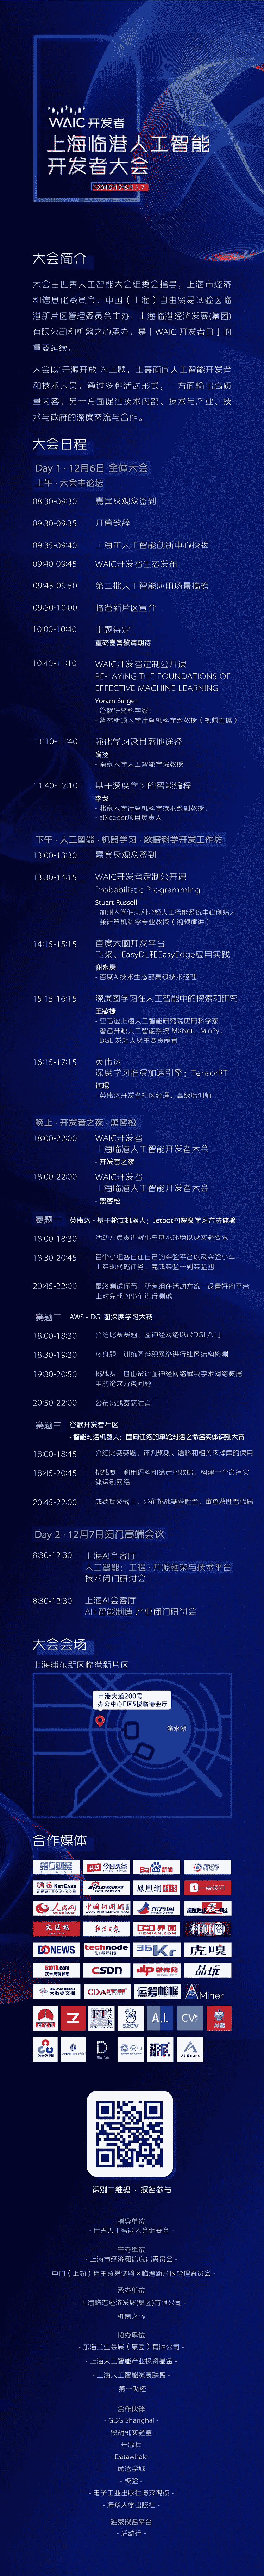 WAIC 开发者
上海临港人工智能
开发者大会
2019.12.6-12.7
大会简介
大会由世界人工智能大会组委会指导，上海市经济
和信息化委员会、中国（上海）自由贸易试验区临
港新片区管理委员会主办，上海临港经济发展(集团)
有限公司和机器之心承办，是「WAIC 开发者日」的
重要延续。
大会以“开源开放”为主题，主要面向人工智能开发者
和技术人员，通过多种活动形式，一方面输出高质
量内容，另一方面促进技术内部、技术与产业、技
术与政府的深度交流与合作。
大会日程
Day 1 · 12月6日 全体大会
上午 · 大会主论坛
08:30-09:30 嘉宾及观众签到
09:30-09:35 开幕致辞
09:35-09:40 上海市人工智能创新中心授牌
09:40-09:45 WAIC开发者生态发布
09:45-09:50 第二批人工智能应用场景揭榜
09:50-10:00 临港新片区宣介
10:00-10:40 主题待定
重磅嘉宾敬请期待
10:40-11:10 WAIC开发者定制公开课
RE-LAYING THE FOUNDATIONS OF
EFFECTIVE MACHINE LEARNING
Yoram Singer
- 谷歌研究科学家；
- 普林斯顿大学计算机科学系教授（视频直播）
11:10-11:40 强化学习及其落地途径
俞扬
- 南京大学人工智能学院教授
11:40-12:10 基于深度学习的智能编程
李戈
- 北京大学计算机科学技术系副教授；
- aiXcoder项目负责人
下午 · 人工智能 · 机器学习 · 数据科学开发工作坊
13:00-13:30 嘉宾及观众签到
13:30-14:15 WAIC开发者定制公开课
Probabilistic Programming
Stuart Russell
- 加州大学伯克利分校人工智能系统中心创始人
兼计算机科学专业教授（视频演讲）
14:15-15:15 百度大脑开发平台
飞桨、EasyDL和EasyEdge应用实践
谢永康
- 百度AI技术生态部高级技术经理
15:15-16:15 深度图学习在人工智能中的探索和研究
王敏捷
- 亚马逊上海人工智能研究院应用科学家
- 著名开源人工智能系统 MXNet，MinPy，
DGL 发起人及主要贡献者
16:15-17:15 英伟达
深度学习推演加速引擎：TensorRT
何琨
- 英伟达开发者社区经理、高级培训师
晚上 · 开发者之夜 · 黑客松
18:00-22:00 WAIC开发者
上海临港人工智能开发者大会
- 开发者之夜
18:00-22:00 WAIC开发者
上海临港人工智能开发者大会
- 黑客松
赛题一 英伟达 - 基于轮式机器人：Jetbot的深度学习方法体验
18:00-18:30 活动方负责讲解小车基本环境以及实验要求
18:30-20:45 每个小组各自在自己的实验平台以及实验小车
上实现代码任务，完成实验一到实验四
20:45-22:00 最终测试环节，所有组在活动方统一设置好的平台
上对完成的小车进行测试
赛题二 AWS - DGL图深度学习大赛
18:00-18:30 介绍比赛赛题、图神经网络以及DGL入门
18:30-19:30 热身题：训练图卷积网络进行社区结构检测
19:30-20:50 挑战赛：自由设计图神经网络解决学术网络数据
中的论文分类问题
20:50-22:00 公布挑战赛获胜者
赛题三 谷歌开发者社区
- 智能对话机器人：面向任务的单轮对话之命名实体识别大赛
18:00-18:45 介绍比赛赛题、评判规则、语料和相关支撑库的使用
18:45-20:45 挑战赛：利用语料和给定的数据，构建一个命名实
体识别网络
20:45-22:00 成绩提交截止，公布挑战赛获胜者，审查获胜者代码
Day 2 · 12月7日闭门高端会议
8:30-12:30 上海AI会客厅
人工智能：工程 · 开源框架与技术平台
技术闭门研讨会
8:30-12:30 上海AI会客厅
AI+智能制造 产业闭门研讨会
大会会场
上海浦东新区临港新片区
申港大道200号
办公中心F区5楼临港会厅
滴水湖
合作媒体
第一财经 今日头条 Baidu新闻 腾讯网
網易 NETEASE sina新浪网 凤凰网科技 一点资讯
人民网 中国新闻网 东方网
文匯報 科技日报 界面 科研圈
DDNEWS technode 36Kr 虎嗅
51CTO.com CSDN 雷锋网 品玩
大数据文摘 CDA数据分析师 运筹帷幄 AMiner
新智元 FT SZCV A.I. CV AI
识别二维码 · 报名参与
指导单位
- 世界人工智能大会组委会 -
主办单位
- 上海市经济和信息化委员会 -
- 中国（上海）自由贸易试验区临港新片区管理委员会 -
承办单位
- 上海临港经济发展(集团)有限公司 -
- 机器之心 -
协办单位
- 东浩兰生会展（集团）有限公司 -
- 上海人工智能产业投资基金 -
- 上海人工智能发展联盟 -
- 第一财经-
合作伙伴
- GDG Shanghai -
- 黑胡桃实验室 -
- 开源社 -
- Datawhale -
- 优达学城 -
- 极验 -
- 电子工业出版社博文视点 -
- 清华大学出版社 -
独家报名平台
- 活动行 -